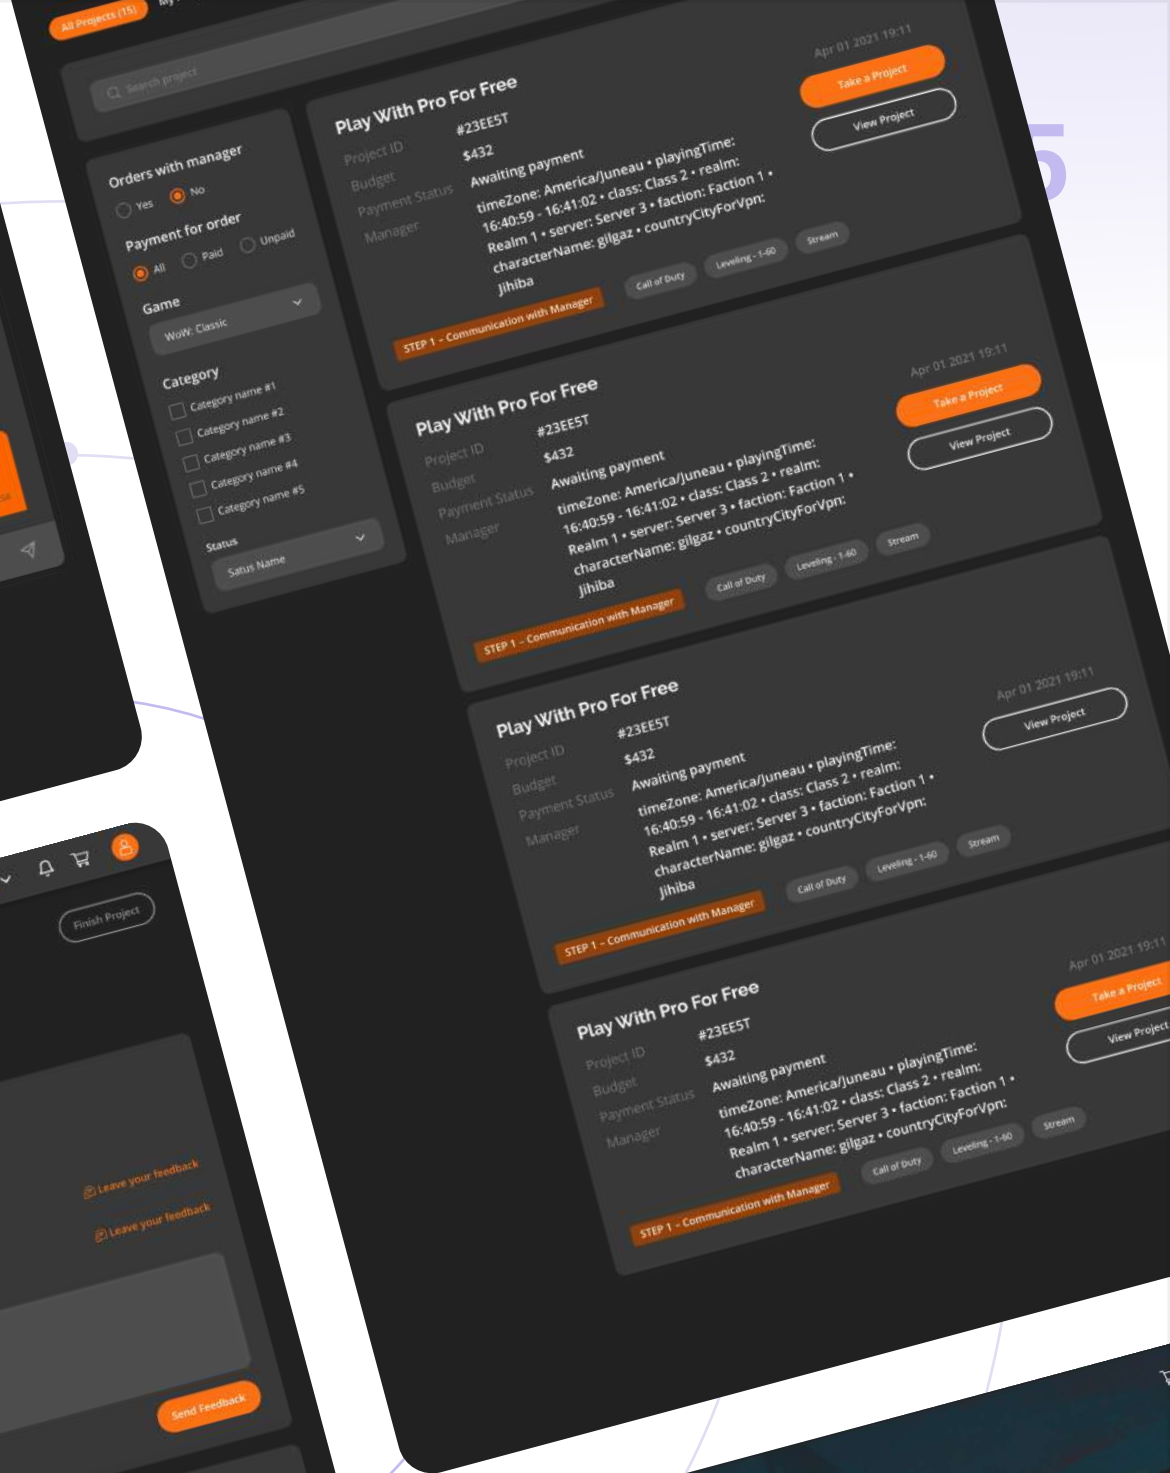 All Projects (15)
Search project
Orders with manager
Yes
No
Payment for order
All
Paid
Unpaid
Game
WoW: Classic
Category
Category name #1
Category name #2
Category name #3
Category name #4
Category name #5
Status
Satus Name
Play With Pro For Free
Apr 01 2021 19:11
Project ID
#23EE5T
Budget
$432
Payment Status
Awaiting payment
Manager
timeZone: America/Juneau • playingTime:
16:40:59 - 16:41:02 • class: Class 2 • realm:
Realm 1 • server: Server 3 • faction: Faction 1 •
characterName: gilgaz • countryCityForVpn:
Jihiba
Take a Project
View Project
STEP 1 – Communication with Manager
Call of Duty
Leveling - 1-60
Stream
Play With Pro For Free
Apr 01 2021 19:11
Project ID
#23EE5T
Budget
$432
Payment Status
Awaiting payment
Manager
timeZone: America/Juneau • playingTime:
16:40:59 - 16:41:02 • class: Class 2 • realm:
Realm 1 • server: Server 3 • faction: Faction 1 •
characterName: gilgaz • countryCityForVpn:
Jihiba
Take a Project
View Project
STEP 1 – Communication with Manager
Call of Duty
Leveling - 1-60
Stream
Play With Pro For Free
Apr 01 2021 19:11
Project ID
#23EE5T
Budget
$432
Payment Status
Awaiting payment
Manager
timeZone: America/Juneau • playingTime:
16:40:59 - 16:41:02 • class: Class 2 • realm:
Realm 1 • server: Server 3 • faction: Faction 1 •
characterName: gilgaz • countryCityForVpn:
Jihiba
View Project
STEP 1 – Communication with Manager
Call of Duty
Leveling - 1-60
Stream
Play With Pro For Free
Apr 01 2021 19:11
Project ID
#23EE5T
Budget
$432
Payment Status
Awaiting payment
Manager
timeZone: America/Juneau • playingTime:
16:40:59 - 16:41:02 • class: Class 2 • realm:
Realm 1 • server: Server 3 • faction: Faction 1 •
characterName: gilgaz • countryCityForVpn:
Take a Project
View Project
STEP 1 – Communication with Manager
Call of Duty
Leveling - 1-60
Stream
Finish Project
Leave your feedback
Leave your feedback
Send Feedback
5